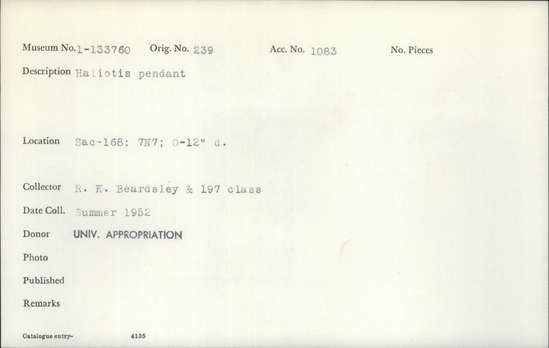 Museum No. 1-133760 Orig. No. 239 Acc. No. 1083 No. Pieces
Description Haliotis pendant
Location Sac-168: 7N7; 0-12" d.
Collector R. K. Beardsley & 197 class
Date Coll. Summer 1952
Donor UNIV. APPROPRIATION
Photo
Published
Remarks
Catalogue entry- 4135